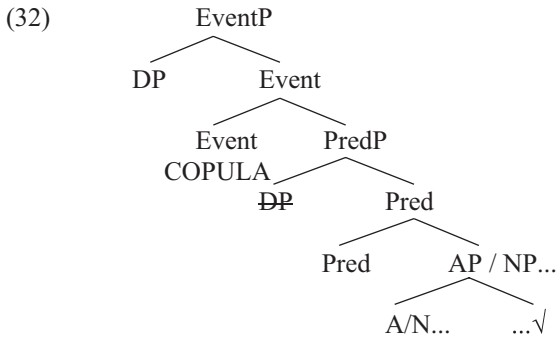 (32) EventP
DP Event
Event PredP
COPULA
DP Pred
Pred AP / NP...
A/N... ...√